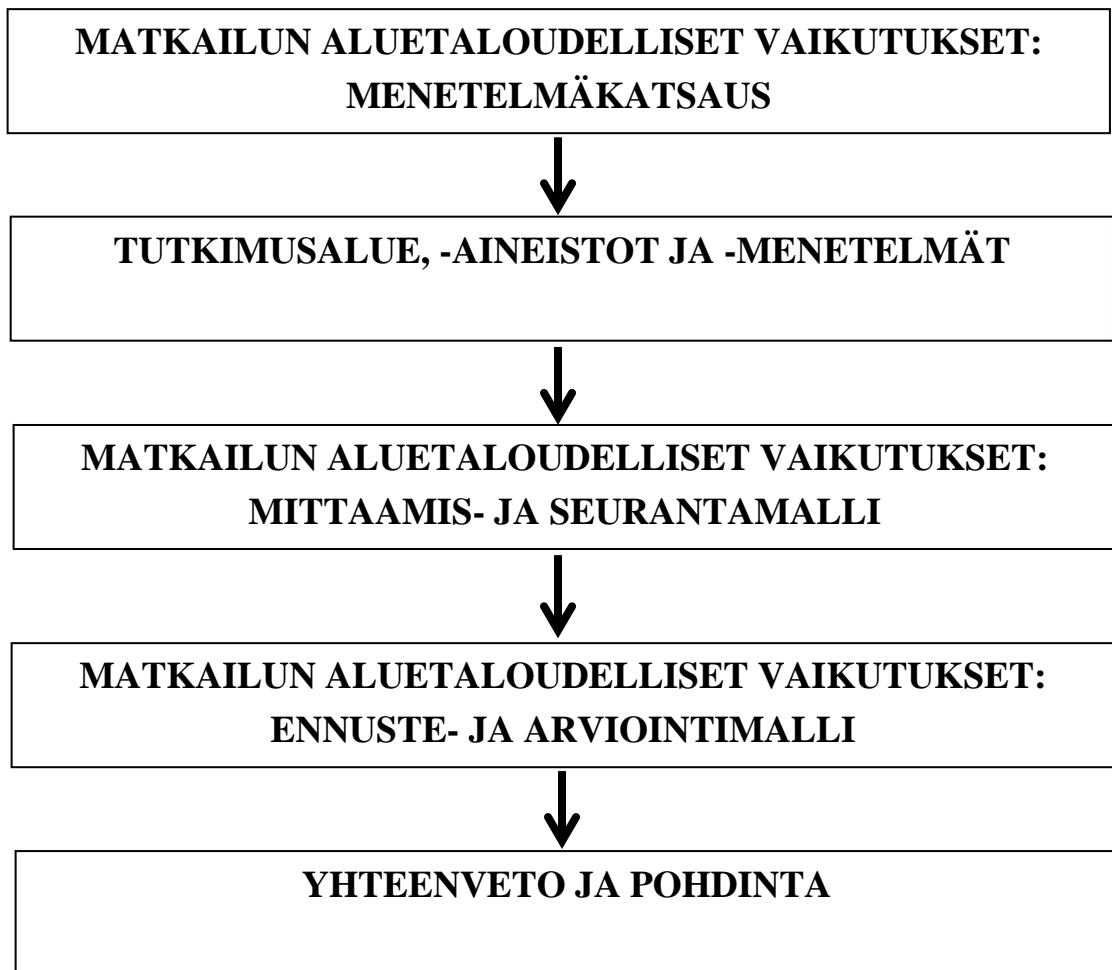 MATKAILUN ALUETALOUDELLISET VAIKUTUKSET:
MENETELMÄKATSAUS
TUTKIMUSALUE, -AINEISTOT JA -MENETELMÄT
MATKAILUN ALUETALOUDELLISET VAIKUTUKSET:
MITTAAMIS- JA SEURANTAMALLI
MATKAILUN ALUETALOUDELLISET VAIKUTUKSET:
ENNUSTE- JA ARVIOINTIMALLI
YHTEENVETO JA POHDINTA